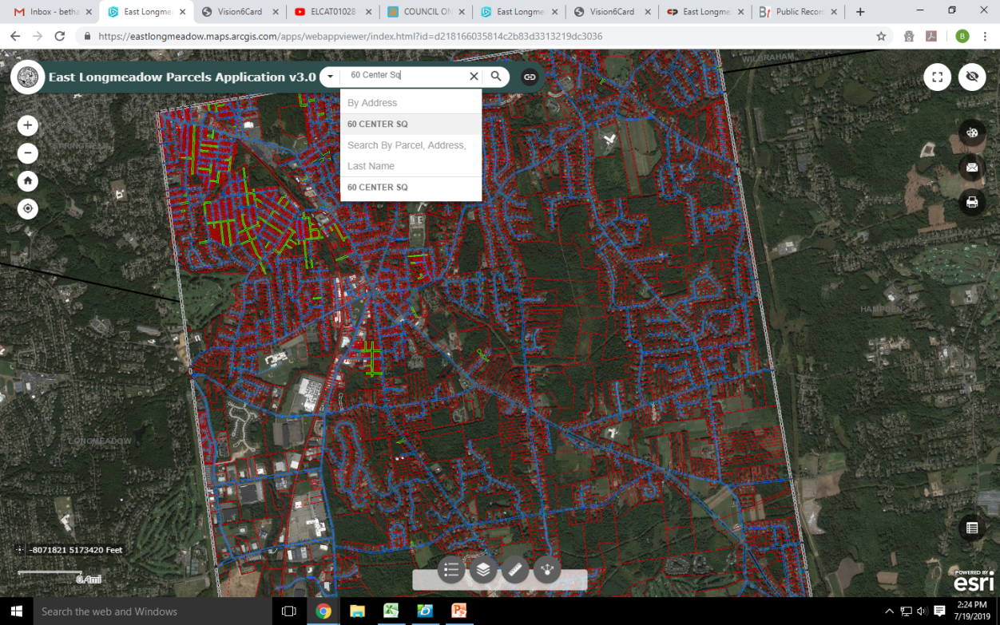 Inbox - betha
East Longmea
Vision6Card
ELCAT01028
COUNCIL ON
East Longme
Vision6Card
East Longme
Public Record
https://eastlongmeadow.maps.arcgis.com/apps/webappviewer/index.html?id=d218166035814c2b83d3313219dc3036
B
East Longmeadow Parcels Application v3.0
60 Center Sq
By Address
60 CENTER SQ
Search By Parcel, Address,
Last Name
60 CENTER SQ
WILBRAHAM
SPRINGFIELD
HAMPDEN
LONGMEADOW
-8071821 5173420 Feet
0.4mi
POWERED BY
esri
Search the web and Windows
2:24 PM
7/19/2019